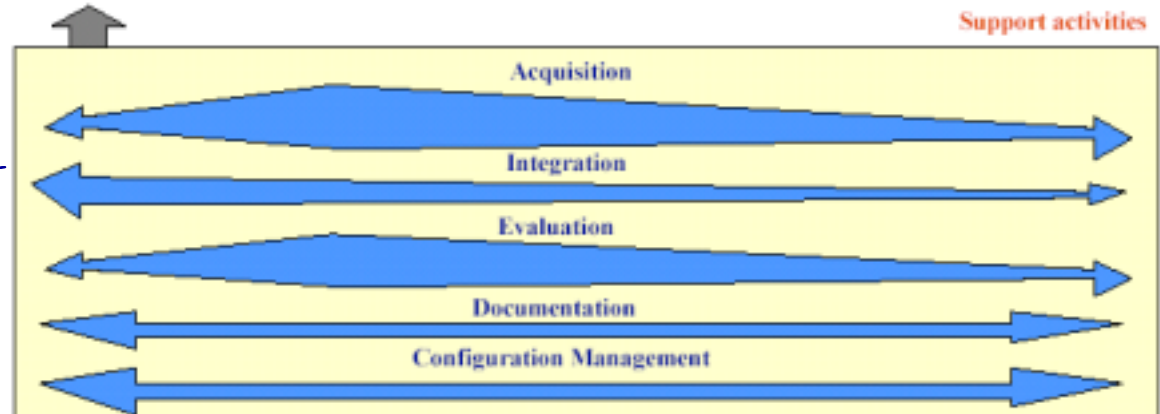 Support activities
Acquisition
Integration
Evaluation
Documentation
Configuration Management